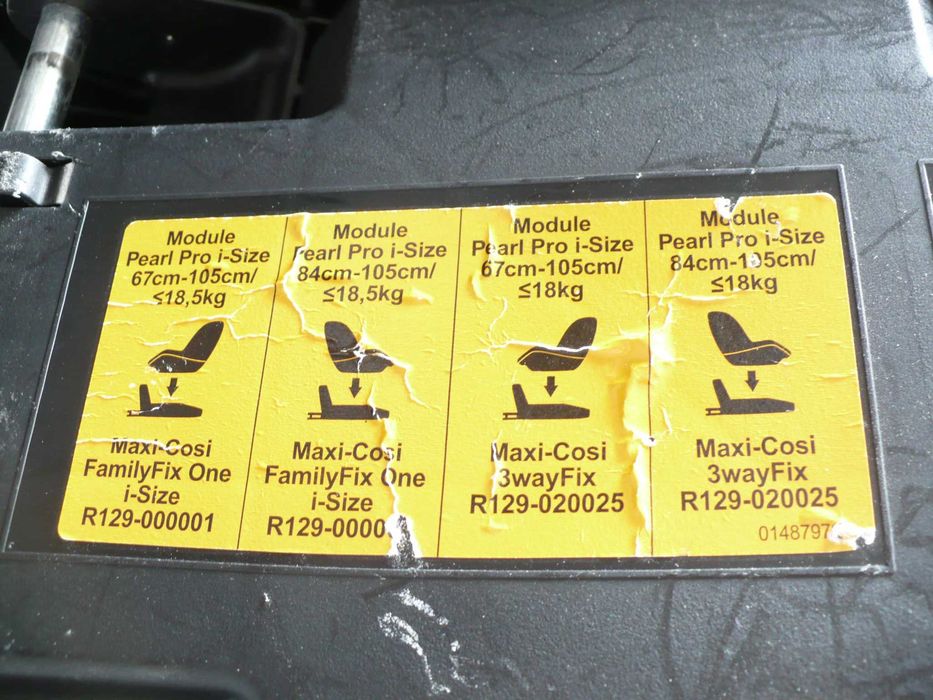 Module
Pearl Pro i-Size
67cm-105cm/
≤18,5kg
Maxi-Cosi
FamilyFix One
i-Size
R129-000001
Module
Pearl Pro i-Size
84cm-105cm/
≤18,5kg
Maxi-Cosi
FamilyFix One
i-Size
Module
Pearl Pro i-Size
67cm-105cm/
≤18kg
Maxi-Cosi
3wayFix
R129-020025
Module
Pearl Pro i-Size
84cm-105cm/
≤18kg
Maxi-Cosi
3wayFix
R129-020025